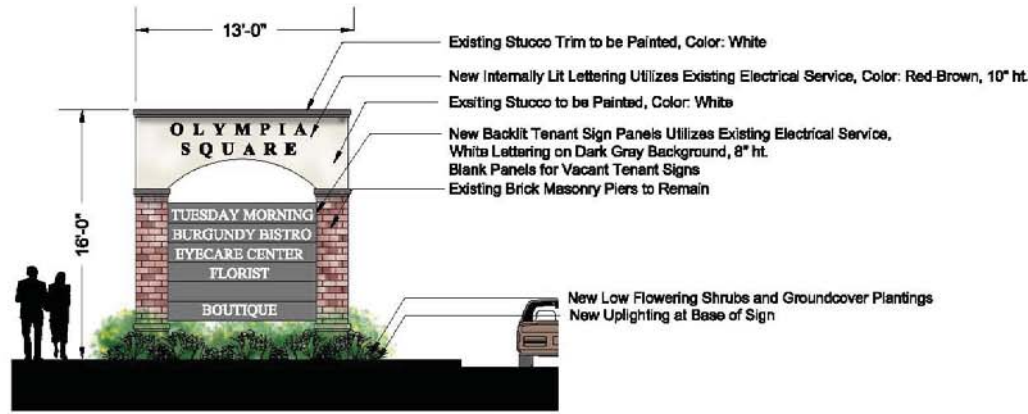 13'-0"
Existing Stucco Trim to be Painted, Color: White
New Internally Lit Lettering Utilizes Existing Electrical Service, Color: Red-Brown, 10" ht.
Exsiting Stucco to be Painted, Color: White
New Backlit Tenant Sign Panels Utilizes Existing Electrical Service,
White Lettering on Dark Gray Background, 8" ht.
Blank Panels for Vacant Tenant Signs
Existing Brick Masonry Piers to Remain
16'-0"
OLYMPIA
SQUARE
TUESDAY MORNING
BURGUNDY BISTRO
EYECARE CENTER
FLORIST
BOUTIQUE
New Low Flowering Shrubs and Groundcover Plantings
New Uplighting at Base of Sign